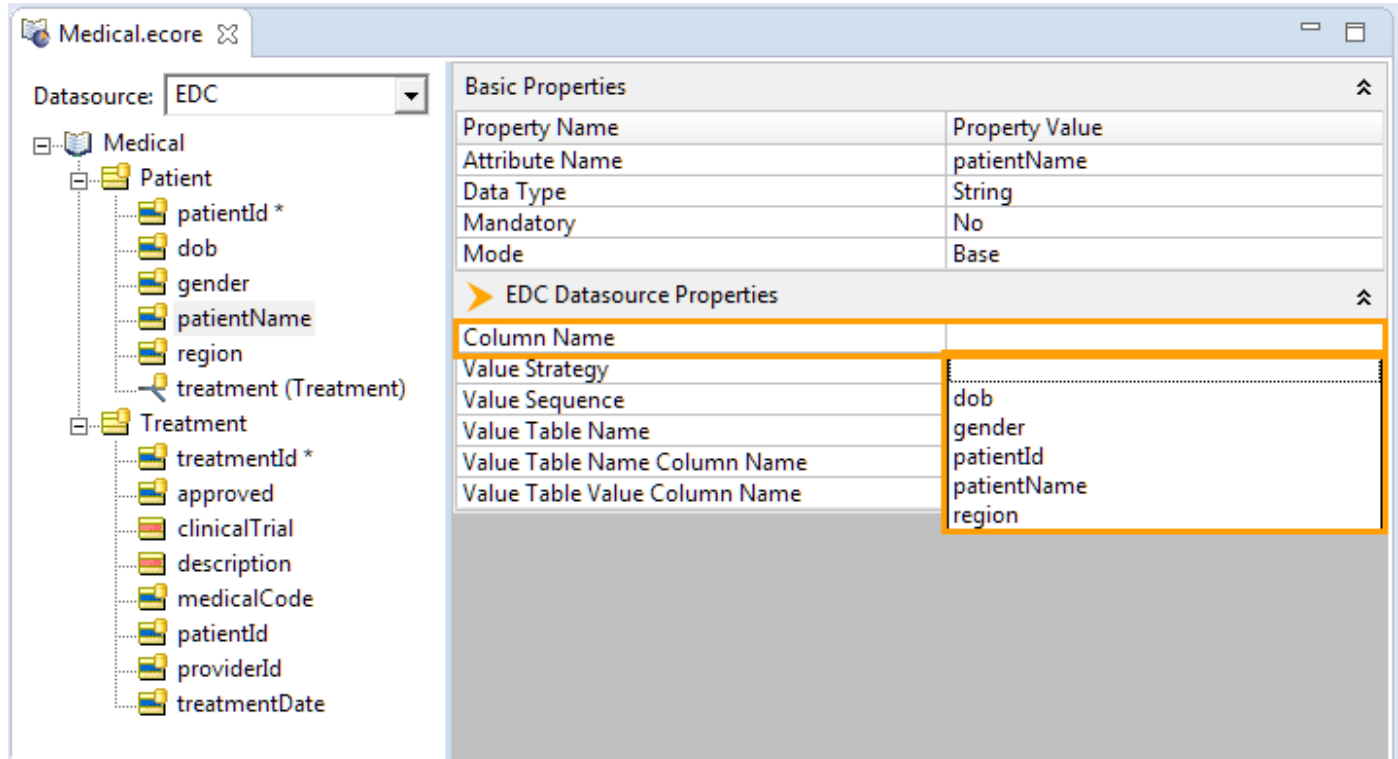 Medical.ecore
Datasource: EDC
Medical
Patient
patientId *
dob
gender
patientName
region
treatment (Treatment)
Treatment
treatmentId *
approved
clinicalTrial
description
medicalCode
patientId
providerId
treatmentDate
Basic Properties
Property Name Property Value
Attribute Name patientName
Data Type String
Mandatory No
Mode Base
EDC Datasource Properties
Column Name
Value Strategy
Value Sequence
Value Table Name
Value Table Name Column Name
Value Table Value Column Name
dob
gender
patientId
patientName
region